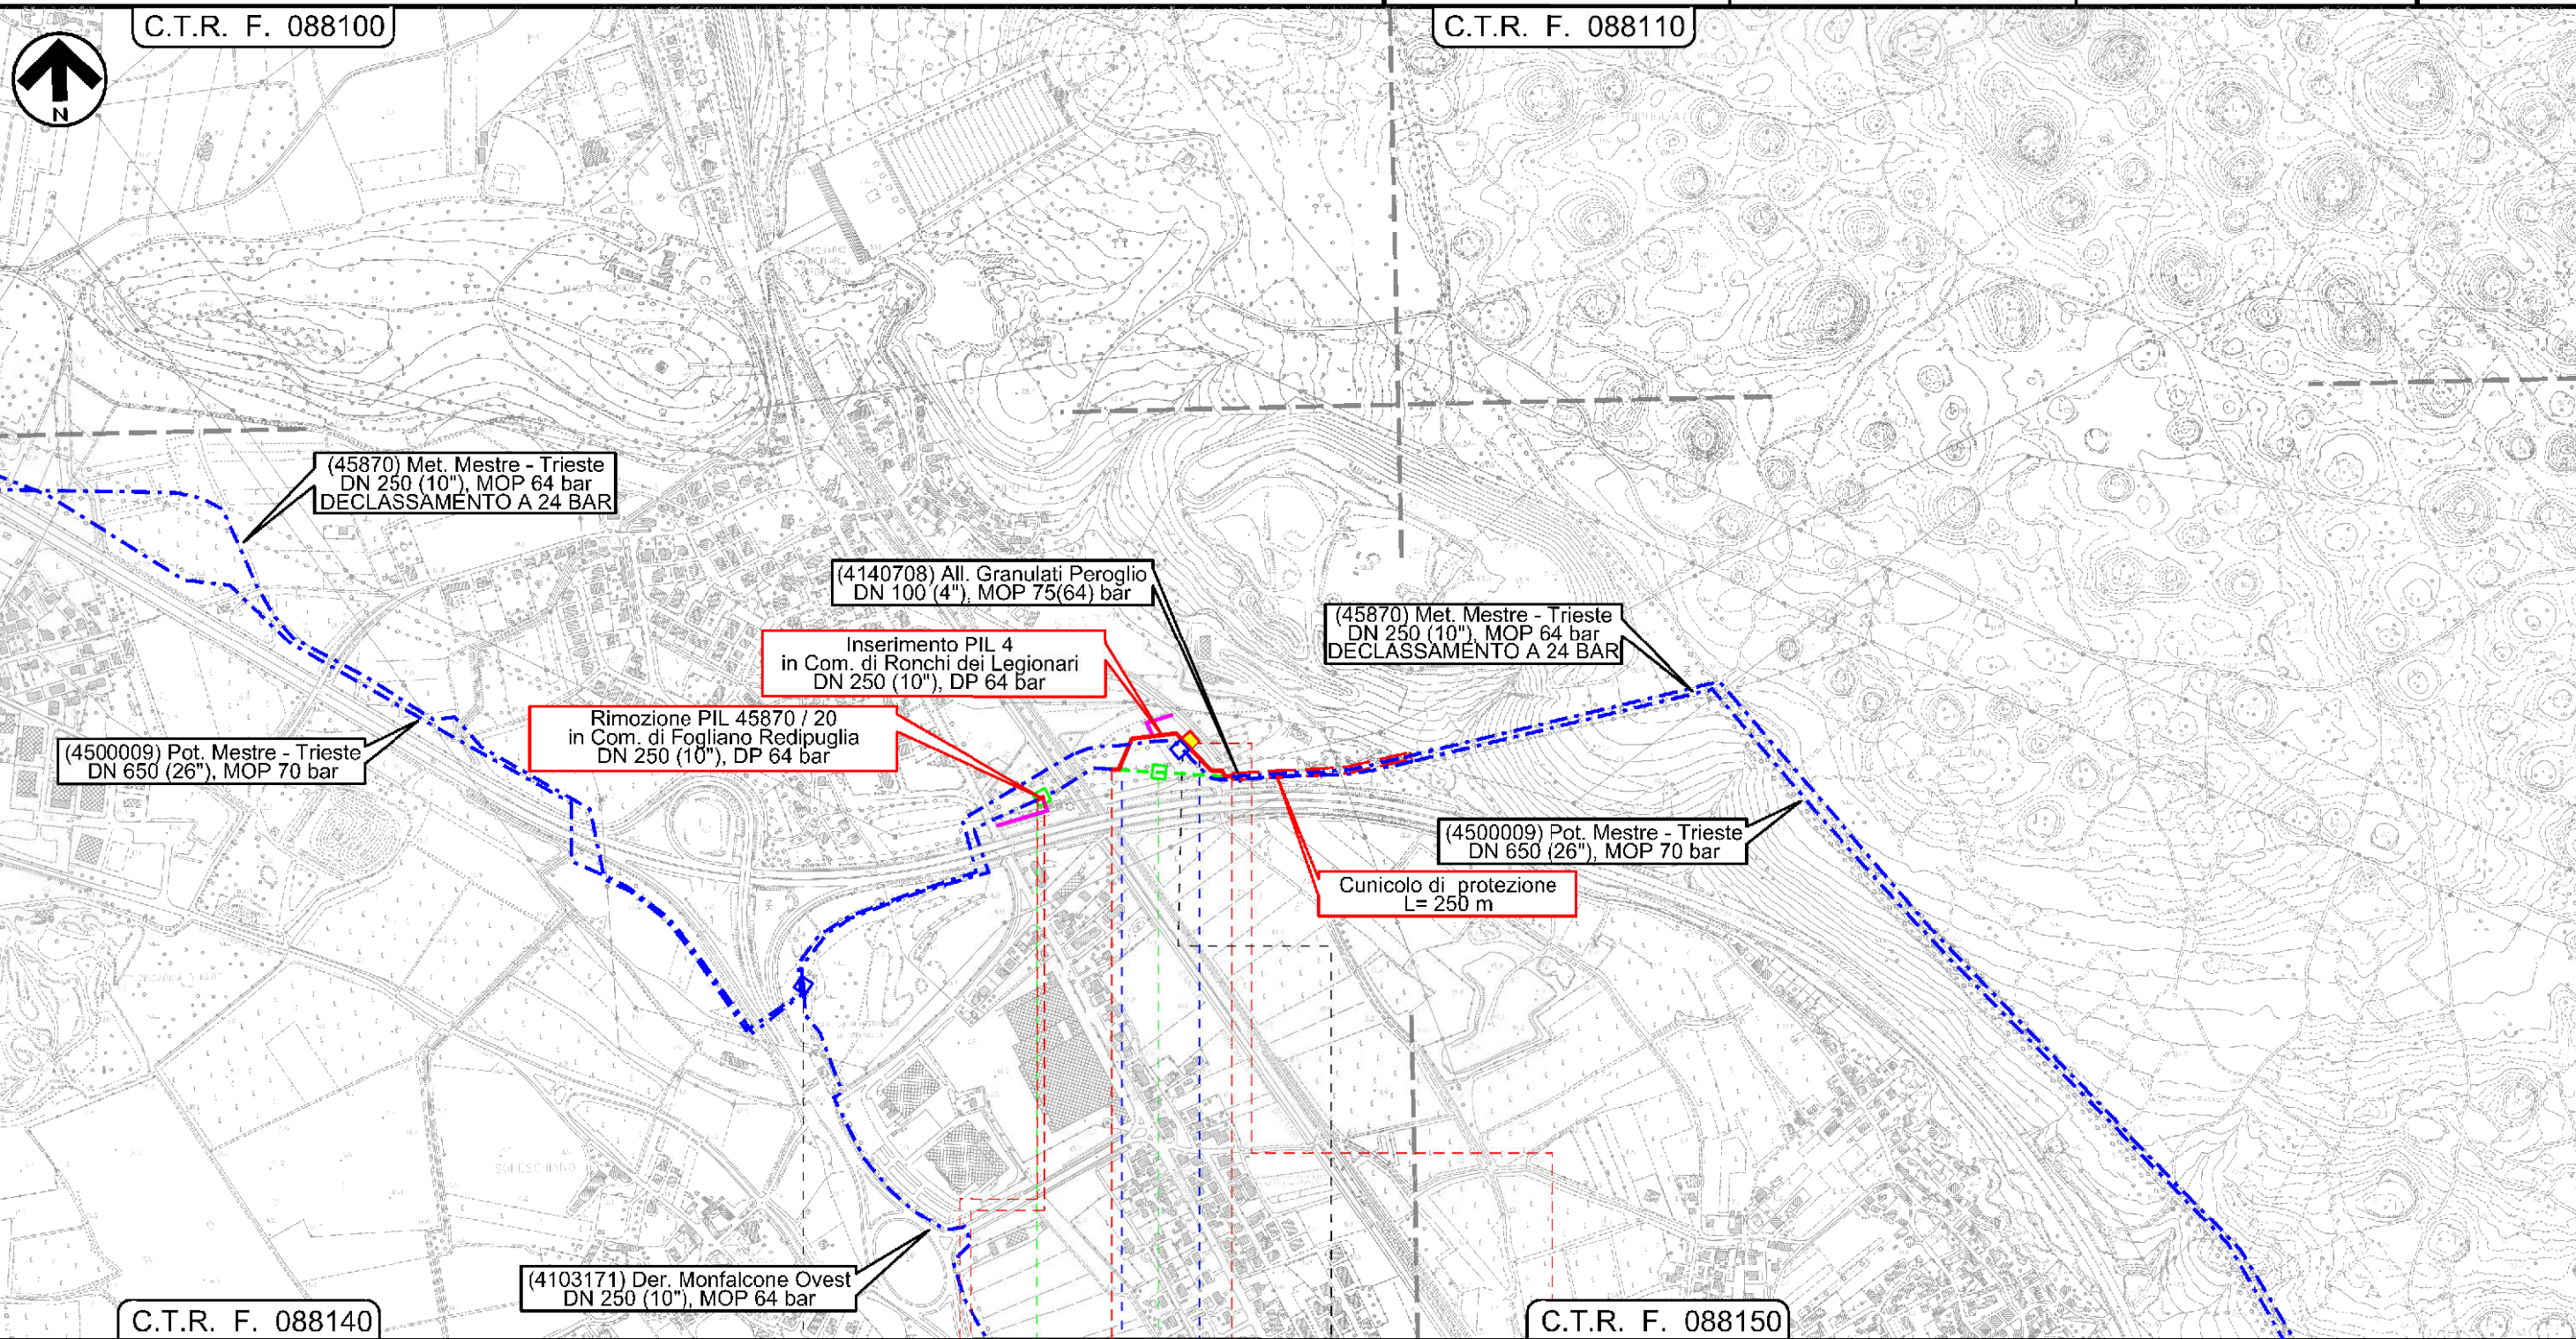 C.T.R. F. 088100
C.T.R. F. 088110
N
(45870) Met. Mestre - Trieste
DN 250 (10"), MOP 64 bar
DECLASSAMENTO A 24 BAR
(4140708) All. Granulati Peroglio
DN 100 (4"), MOP 75(64) bar
(45870) Met. Mestre - Trieste
DN 250 (10"), MOP 64 bar
DECLASSAMENTO A 24 BAR
Inserimento PIL 4
in Com. di Ronchi dei Legionari
DN 250 (10"), DP 64 bar
Rimozione PIL 45870 / 20
in Com. di Fogliano Redipuglia
DN 250 (10"), DP 64 bar
(4500009) Pot. Mestre - Trieste
DN 650 (26"), MOP 70 bar
(4500009) Pot. Mestre - Trieste
DN 650 (26"), MOP 70 bar
Cunicolo di protezione
L= 250 m
(4103171) Der. Monfalcone Ovest
DN 250 (10"), MOP 64 bar
C.T.R. F. 088140
C.T.R. F. 088150